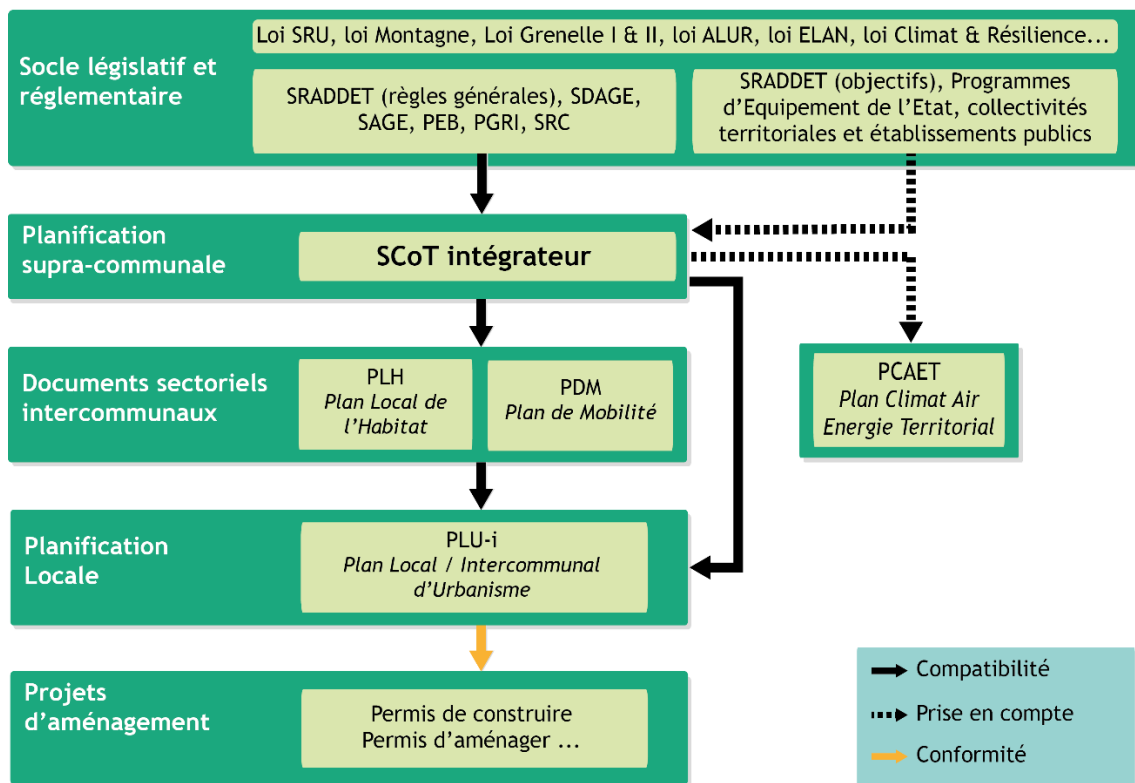 Socle législatif et
réglementaire
Loi SRU, loi Montagne, Loi Grenelle I & II, loi ALUR, loi ELAN, loi Climat & Résilience...
SRADDET (règles générales), SDAGE,
SAGE, PEB, PGRI, SRC
SRADDET (objectifs), Programmes
d'Equipement de l'Etat, collectivités
territoriales et établissements publics
Planification
supra-communale
SCoT intégrateur
Documents sectoriels
intercommunaux
PLH
Plan Local de
l'Habitat
PDM
Plan de Mobilité
PCAET
Plan Climat Air
Energie Territorial
Planification
Locale
PLU-i
Plan Local / Intercommunal
d'Urbanisme
Projets
d'aménagement
Permis de construire
Permis d'aménager ...
Compatibilité
Prise en compte
Conformité